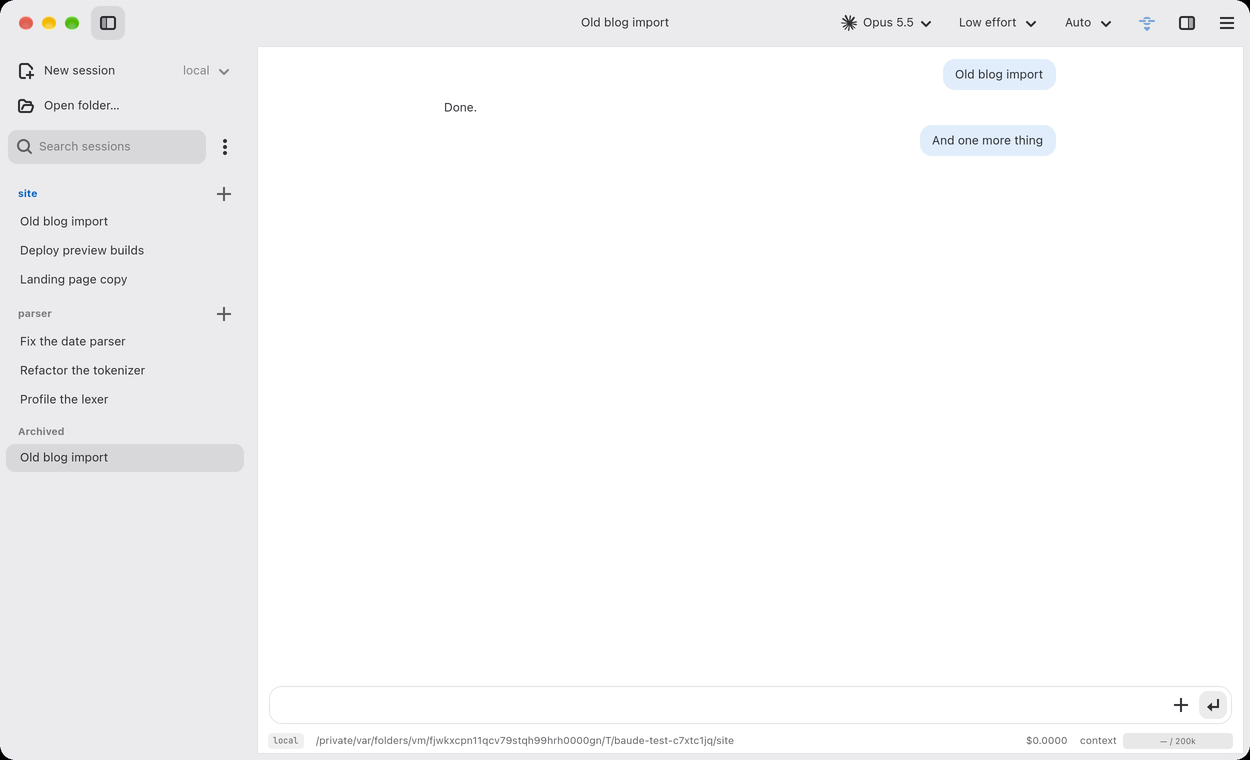 Old blog import
Opus 5.5
Low effort
Auto
New session
local
Open folder...
Search sessions
site
Old blog import
Deploy preview builds
Landing page copy
parser
Fix the date parser
Refactor the tokenizer
Profile the lexer
Archived
Old blog import
Old blog import
Done.
And one more thing
local
/private/var/folders/vm/fjwkxcpn11qcv79stqh99hrh0000gn/T/baude-test-c7xtc1jq/site
$0.0000
context
— / 200k